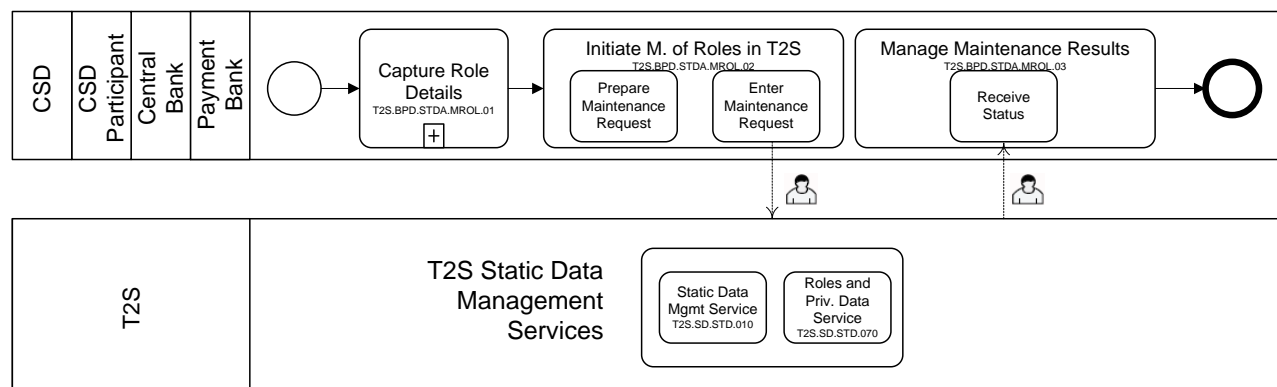 CSD
CSD
Participant
Central
Bank
Payment
Bank
Capture Role
Details
T2S.BPD.STDA.MROL.01
+
Initiate M. of Roles in T2S
T2S.BPD.STDA.MROL.02
Prepare
Maintenance
Request
Enter
Maintenance
Request
Manage Maintenance Results
T2S.BPD.STDA.MROL.03
Receive
Status
T2S
T2S Static Data
Management
Services
Static Data
Mgmt Service
T2S.SD.STD.010
Roles and
Priv. Data
Service
T2S.SD.STD.070